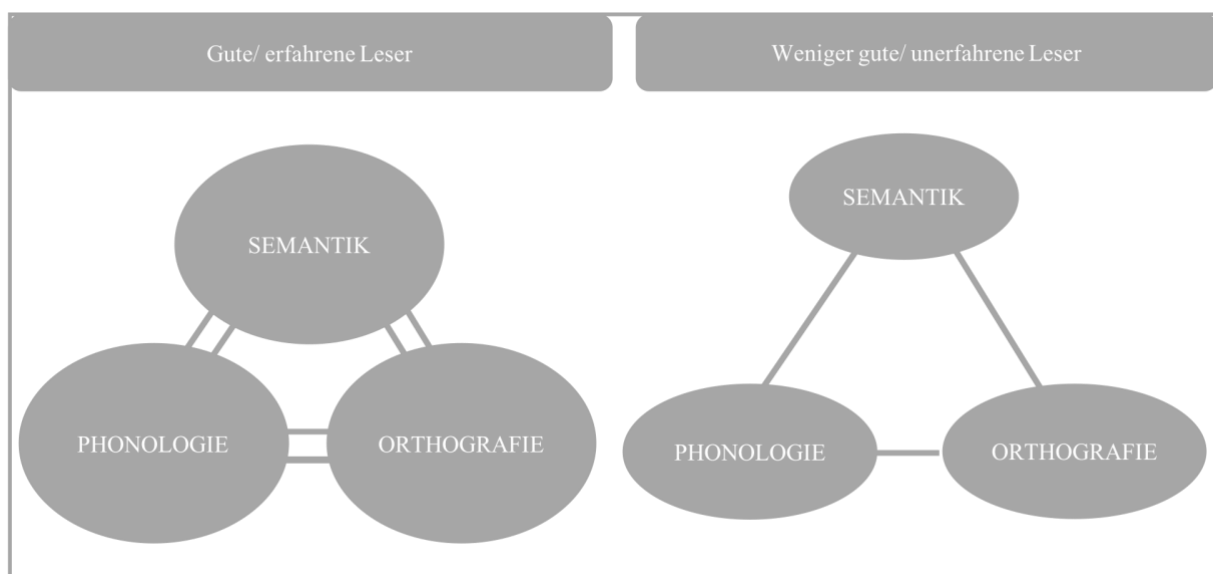 Gute/ erfahrene Leser
Weniger gute/ unerfahrene Leser
SEMANTIK
PHONOLOGIE
ORTHOGRAFIE
SEMANTIK
PHONOLOGIE
ORTHOGRAFIE